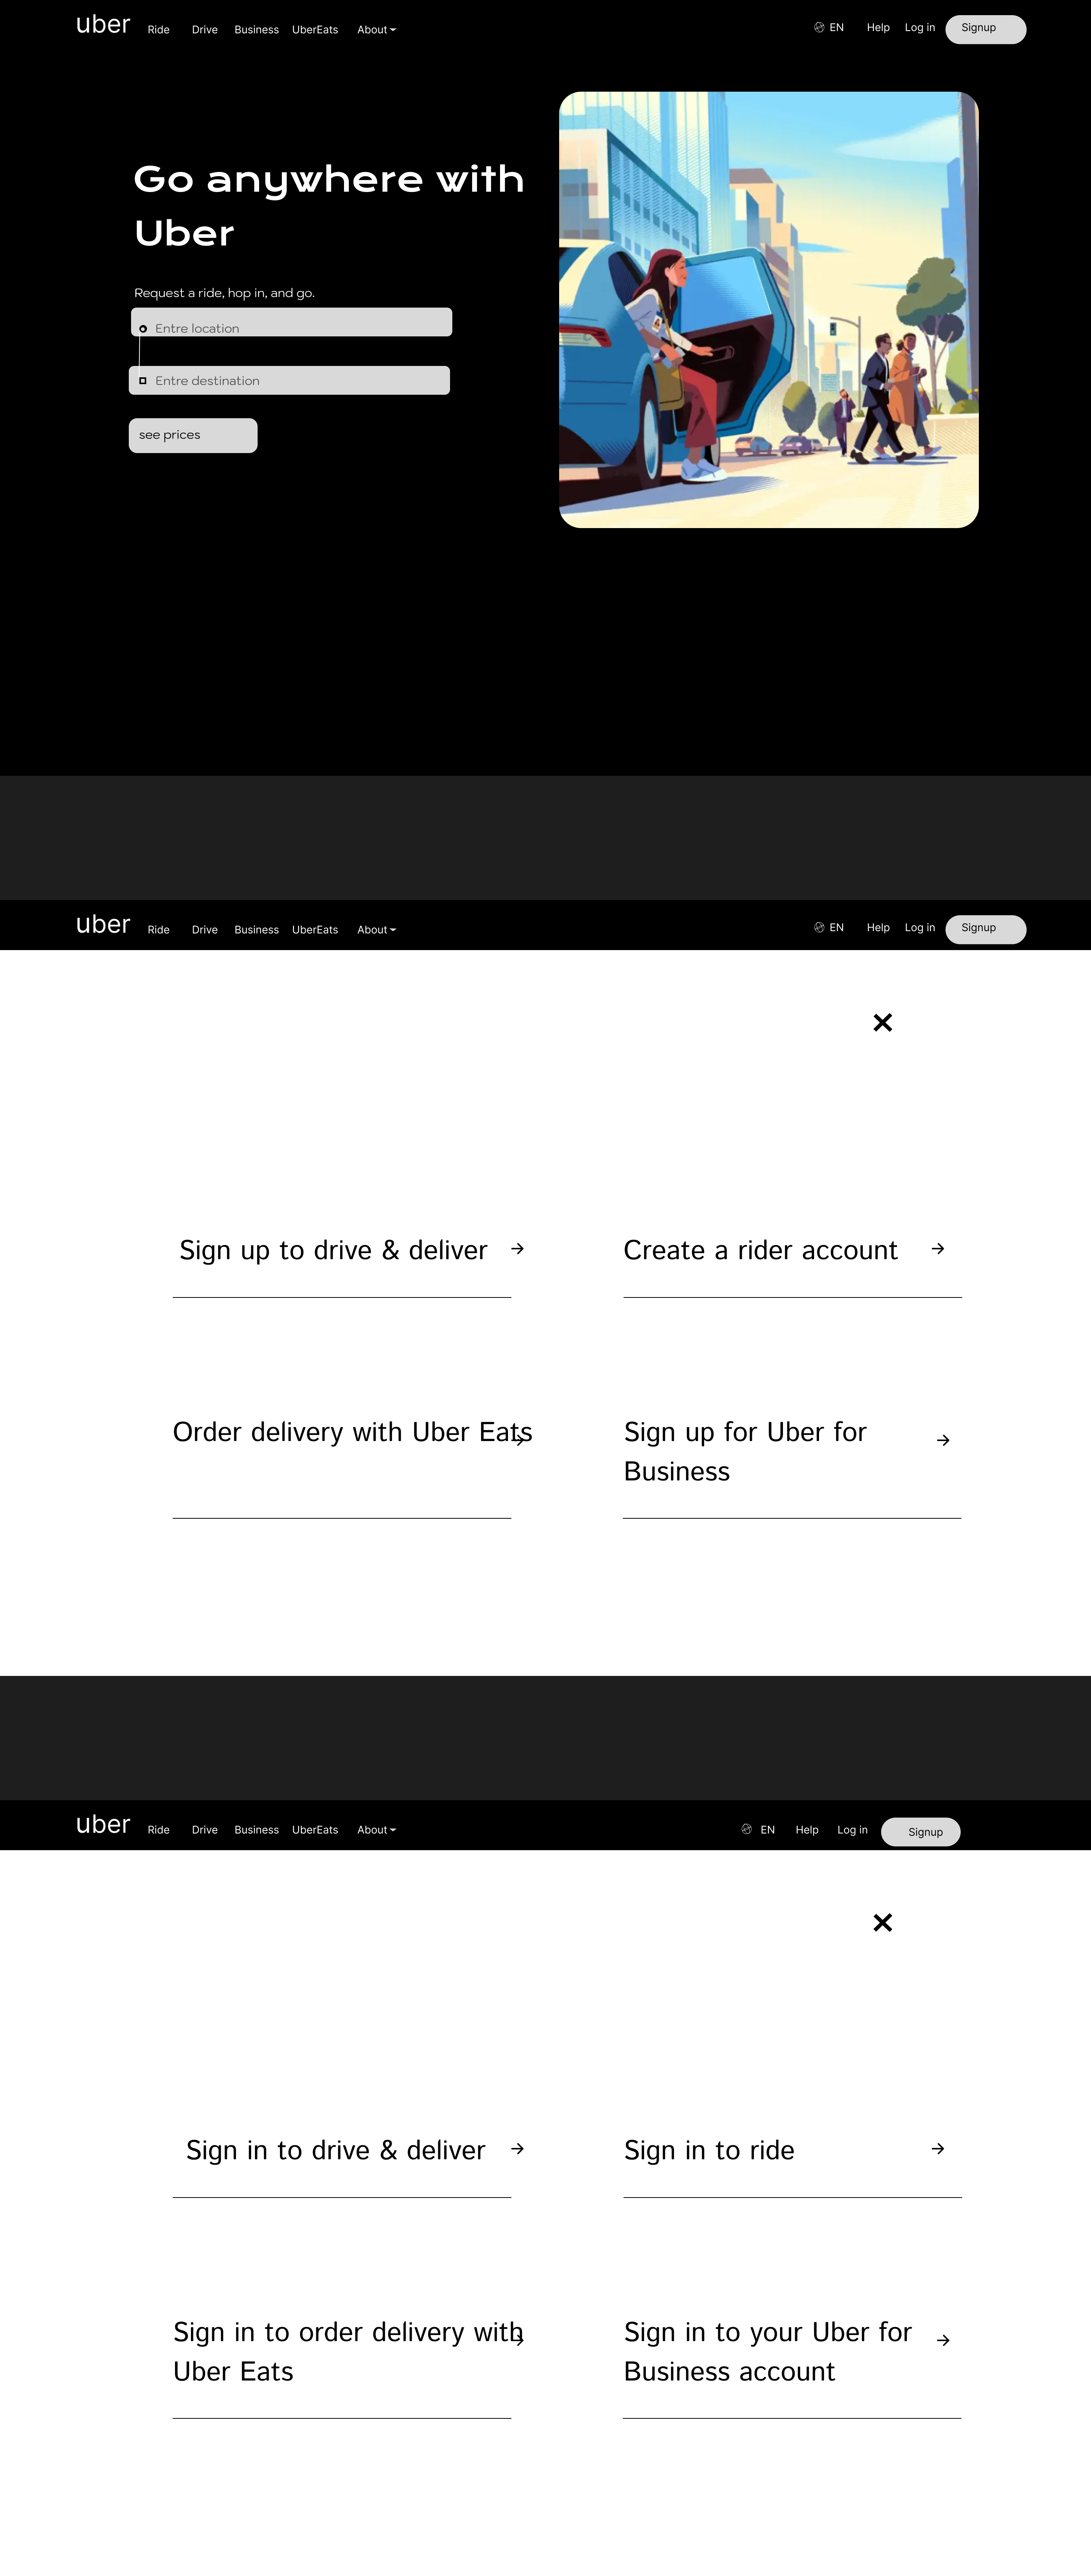 uber Ride Drive Business UberEats About EN Help Log in Signup
Go anywhere with
Uber
Request a ride, hop in, and go.
Entre location
Entre destination
see prices
uber Ride Drive Business UberEats About EN Help Log in Signup
Sign up to drive & deliver
Create a rider account
Order delivery with Uber Eats
Sign up for Uber for
Business
uber Ride Drive Business UberEats About EN Help Log in Signup
Sign in to drive & deliver
Sign in to ride
Sign in to order delivery with
Uber Eats
Sign in to your Uber for
Business account